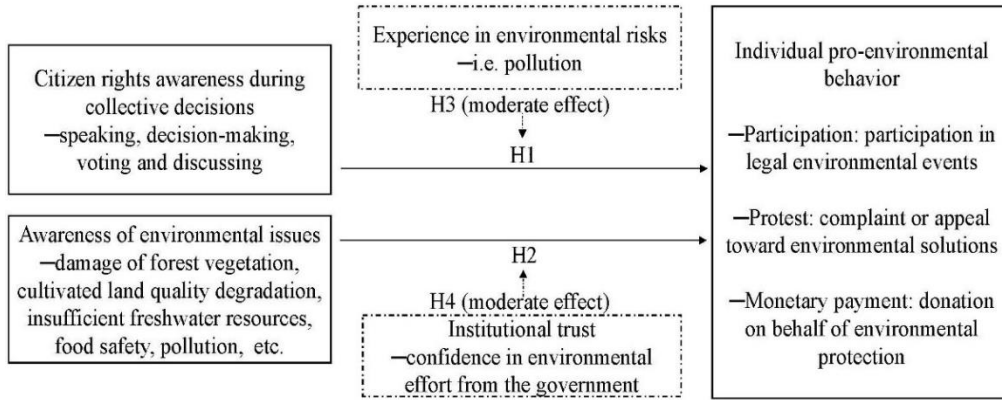 Citizen rights awareness during
collective decisions
—speaking, decision-making,
voting and discussing
Awareness of environmental issues
—damage of forest vegetation,
cultivated land quality degradation,
insufficient freshwater resources,
food safety, pollution, etc.
Experience in environmental risks
—i.e. pollution
H3 (moderate effect)
H1
H2
H4 (moderate effect)
Institutional trust
—confidence in environmental
effort from the government
Individual pro-environmental
behavior
—Participation: participation in
legal environmental events
—Protest: complaint or appeal
toward environmental solutions
—Monetary payment: donation
on behalf of environmental
protection